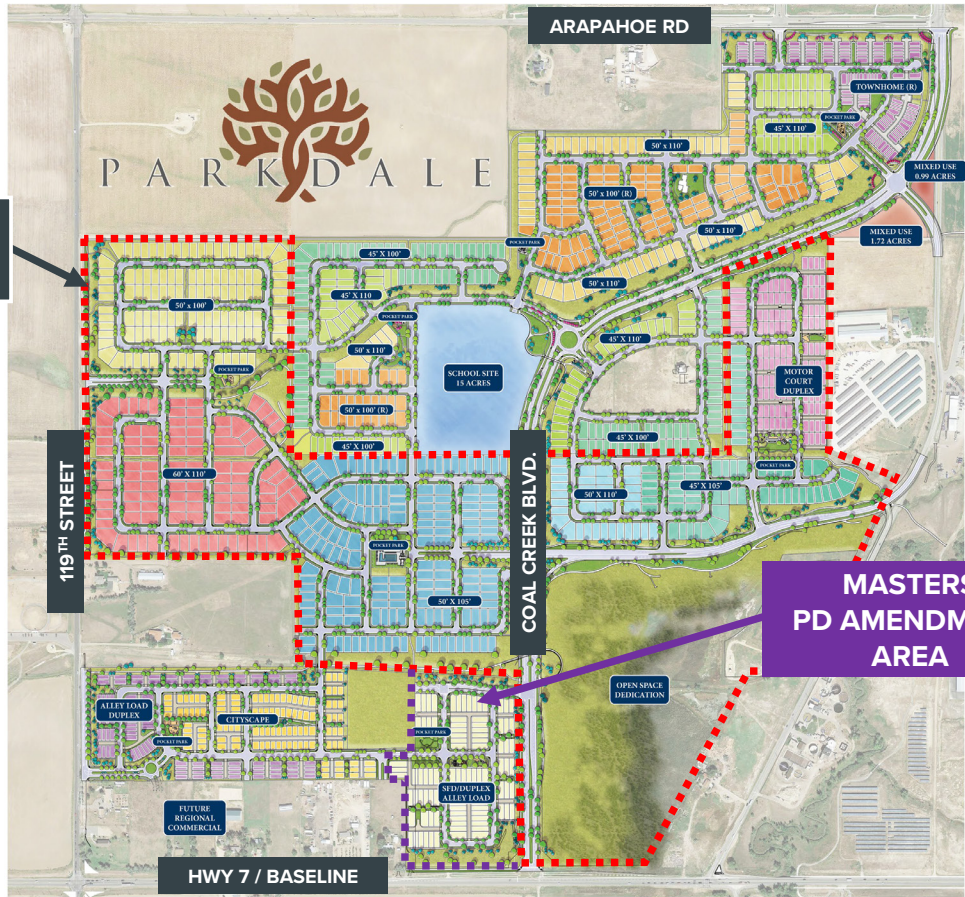 ARAPAHOE RD
PARKDALE
TOWNHOME (R)
POCKET PARK
45' X 110'
50' x 110'
MIXED USE
0.99 ACRES
50' x 100' (R)
MIXED USE
1.72 ACRES
50' x 110'
POCKET PARK
45' X 100'
50' x 110'
45' X 110
50' x 100'
POCKET PARK
45' X 110'
50' x 110'
SCHOOL SITE
15 ACRES
POCKET PARK
MOTOR
COURT
DUPLEX
50' x 100' (R)
45' X 100'
45' X 100'
119TH STREET
COAL CREEK BLVD.
60' X 110'
POCKET PARK
45' X 105'
50' X 110'
POCKET PARK
50' X 105'
MASTERS
PD AMENDM
AREA
OPEN SPACE
DEDICATION
ALLEY LOAD
DUPLEX
CITYSCAPE
POCKET PARK
POCKET PARK
SFD/DUPLEX
ALLEY LOAD
FUTURE
REGIONAL
COMMERCIAL
HWY 7 / BASELINE